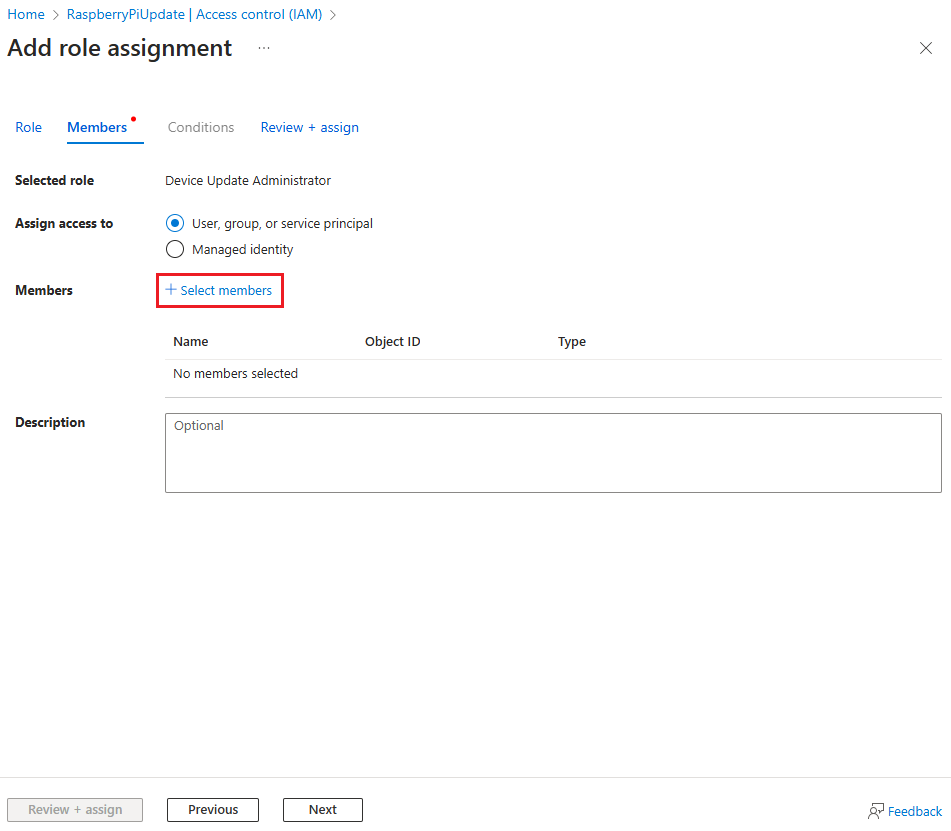 Home > RaspberryPiUpdate | Access control (IAM) >
Add role assignment ...
Role Members Conditions Review + assign
Selected role Device Update Administrator
Assign access to User, group, or service principal
Managed identity
Members + Select members
Name Object ID Type
No members selected
Description Optional
Review + assign Previous Next Feedback